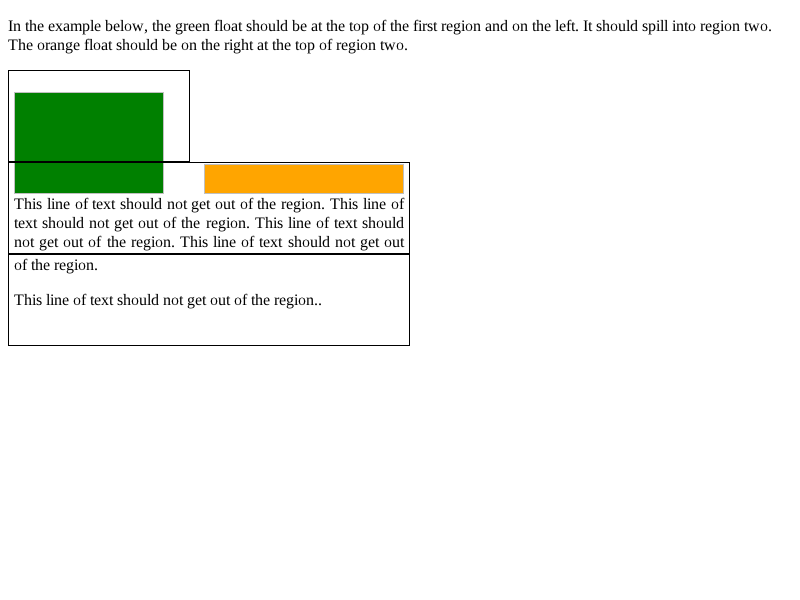 In the example below, the green float should be at the top of the first region and on the left. It should spill into region two.
The orange float should be on the right at the top of region two.
This line of text should not get out of the region. This line of
text should not get out of the region. This line of text should
not get out of the region. This line of text should not get out
of the region.
This line of text should not get out of the region..